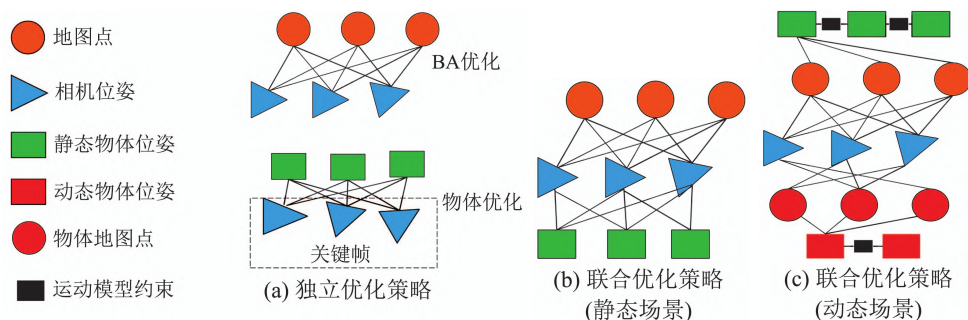 地图点
相机位姿
静态物体位姿
动态物体位姿
物体地图点
运动模型约束
BA优化
物体优化
关键帧
(a) 独立优化策略
(b) 联合优化策略
(静态场景)
(c) 联合优化策略
(动态场景)